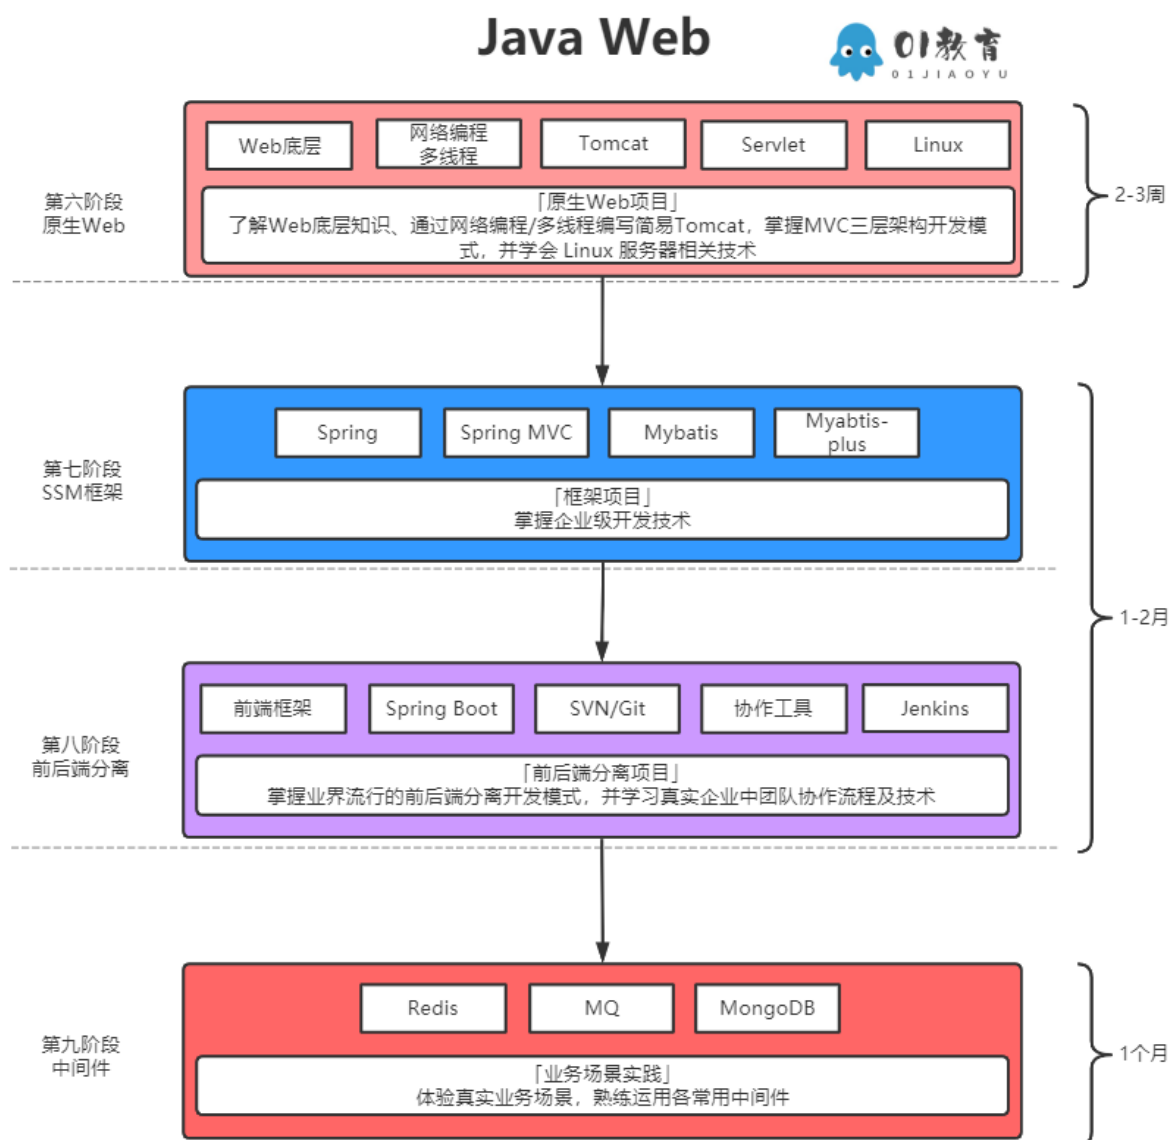 Java Web
01教育
01JIAOYU
Web底层
网络编程
多线程
Tomcat
Servlet
Linux
第六阶段
原生Web
「原生Web项目」
了解Web底层知识、通过网络编程/多线程编写简易Tomcat，掌握MVC三层架构开发模
式，并学会 Linux 服务器相关技术
2-3周
Spring
Spring MVC
Mybatis
Myabtis-
plus
第七阶段
SSM框架
「框架项目」
掌握企业级开发技术
1-2月
前端框架
Spring Boot
SVN/Git
协作工具
Jenkins
第八阶段
前后端分离
「前后端分离项目」
掌握业界流行的前后端分离开发模式，并学习真实企业中团队协作流程及技术
Redis
MQ
MongoDB
第九阶段
中间件
「业务场景实践」
体验真实业务场景，熟练运用各常用中间件
1个月